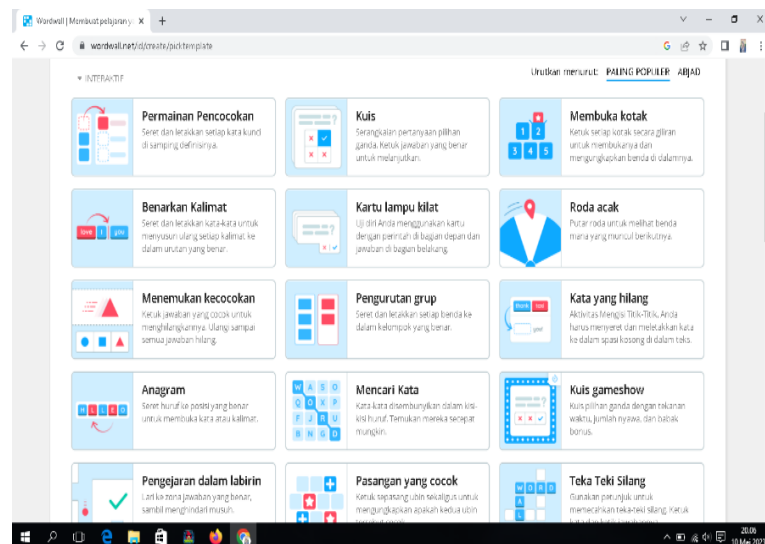 Wordwall | Membuat pelajaran y
wordwall.net/id/create/picktemplate
INTERAKTIF
Urutkan menurut: PALING POPULER ABJAD
Permainan Pencocokan
Seret dan letakkan setiap kata kunci
di samping definisinya.
Kuis
Serangkaian pertanyaan pilihan
ganda. Ketuk jawaban yang benar
untuk melanjutkan.
Membuka kotak
Ketuk setiap kotak secara giliran
untuk membukanya dan
mengungkapkan benda di dalamnya.
1 2
3 4 5
Benarkan Kalimat
Seret dan letakkan kata-kata untuk
menyusun ulang setiap kalimat ke
dalam urutan yang benar.
love I you
Kartu lampu kilat
Uji diri Anda menggunakan kartu
dengan perintah di bagian depan dan
jawaban di bagian belakang.
Roda acak
Putar roda untuk melihat benda
mana yang muncul berikutnya.
Menemukan kecocokan
Ketuk jawaban yang cocok untuk
menghilangkannya. Ulangi sampai
semua jawaban hilang.
Pengurutan grup
Seret dan letakkan setiap benda ke
dalam kelompok yang benar.
Kata yang hilang
Aktivitas Mengisi Titik-Titik, Anda
harus menyeret dan meletakkan kata
ke dalam spasi kosong di dalam teks.
Anagram
Seret huruf ke posisi yang benar
untuk membuka kata atau kalimat.
H L L E O
Mencari Kata
Kata-kata disembunyikan dalam kisi-
kisi huruf. Temukan mereka secepat
mungkin.
W A S O
Q O X P
F J R U
B N G D
Kuis gameshow
Kuis pilihan ganda dengan tekanan
waktu, jumlah nyawa, dan babak
bonus.
Pengejaran dalam labirin
Lari ke zona jawaban yang benar,
sambil menghindari musuh.
Pasangan yang cocok
Ketuk sepasang ubin sekaligus untuk
mengungkapkan apakah kedua ubin
Teka Teki Silang
Gunakan petunjuk untuk
memecahkan teka-teki silang. Ketuk
W O R D
A
L
20.06